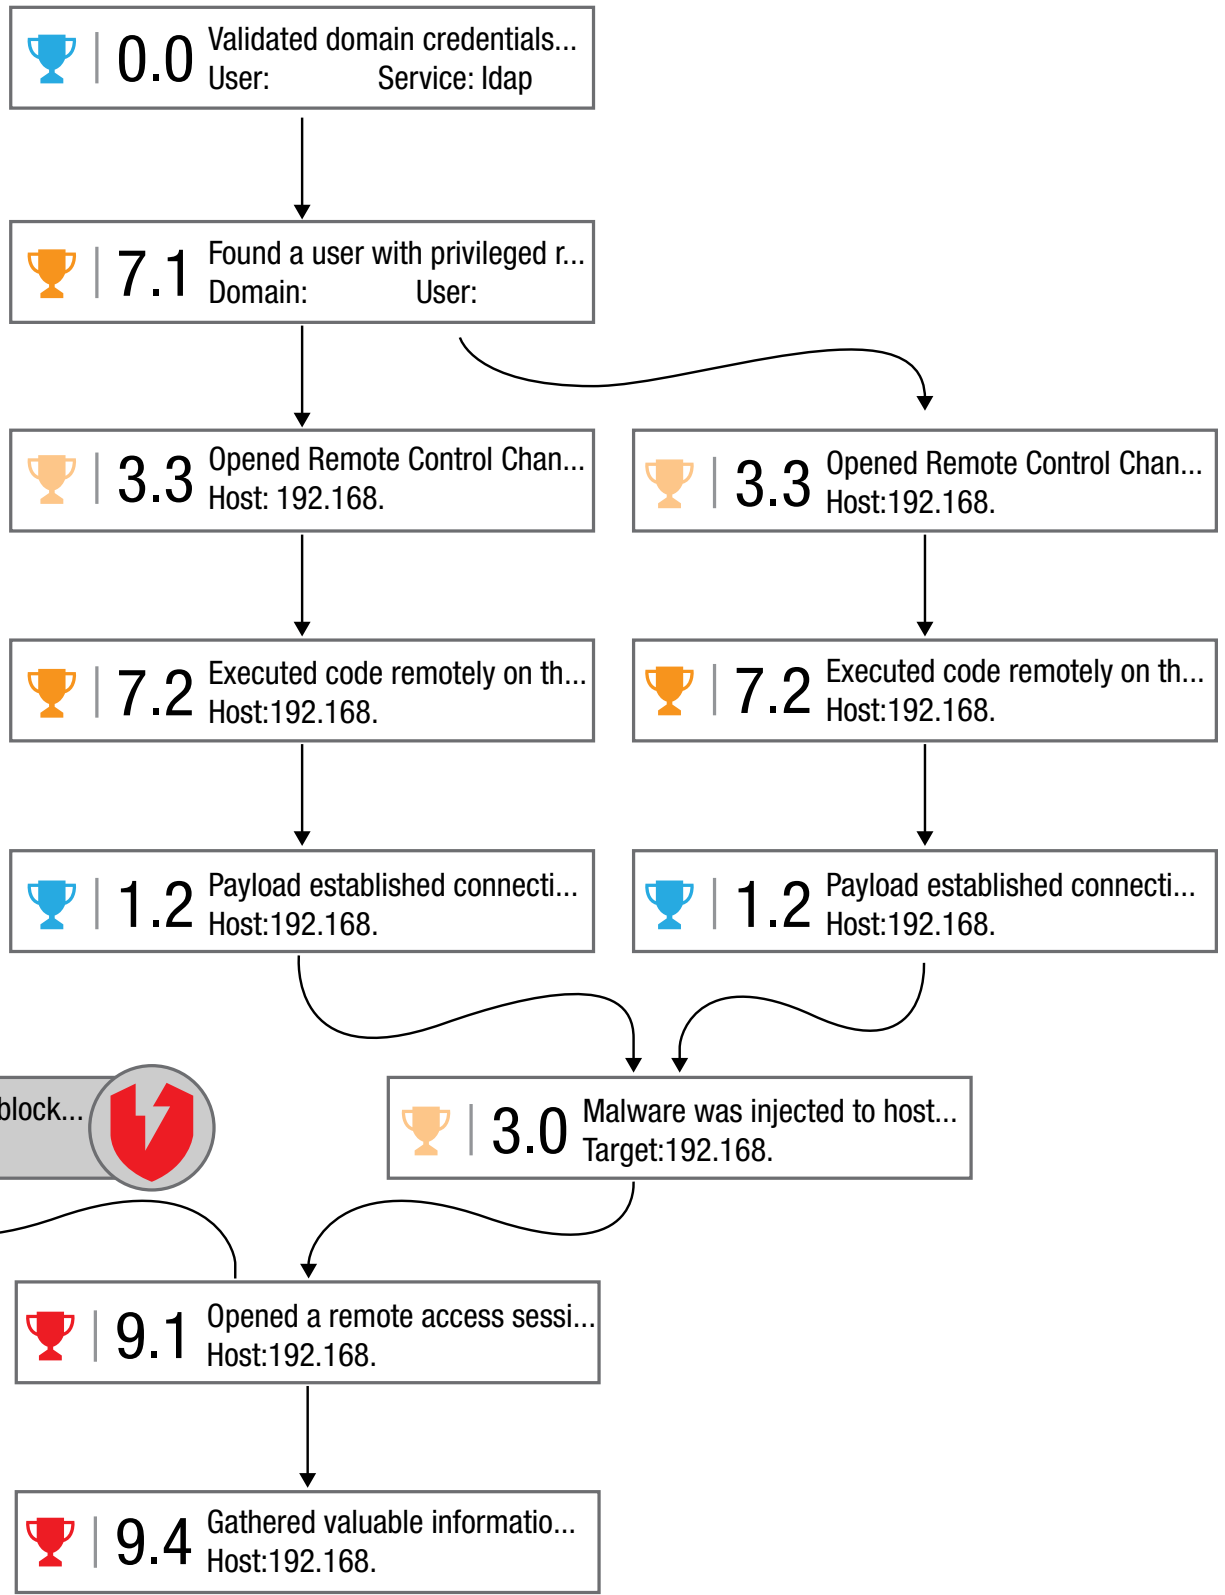 0.0
Validated domain credentials...
User: Service: ldap
7.1
Found a user with privileged r...
Domain: User:
3.3
Opened Remote Control Chan...
Host: 192.168.
3.3
Opened Remote Control Chan...
Host:192.168.
7.2
Executed code remotely on th...
Host:192.168.
7.2
Executed code remotely on th...
Host:192.168.
1.2
Payload established connecti...
Host:192.168.
1.2
Payload established connecti...
Host:192.168.
block...
3.0
Malware was injected to host...
Target:192.168.
9.1
Opened a remote access sessi...
Host:192.168.
9.4
Gathered valuable informatio...
Host:192.168.